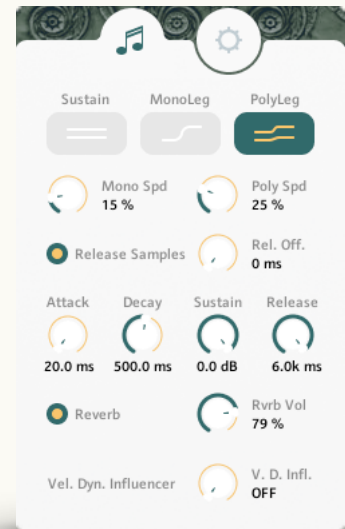 Sustain MonoLeg PolyLeg
Mono Spd Poly Spd
15 % 25 %
Release Samples Rel. Off.
0 ms
Attack Decay Sustain Release
20.0 ms 500.0 ms 0.0 dB 6.0k ms
Reverb Rvrb Vol
79 %
Vel. Dyn. Influencer V. D. Infl.
OFF